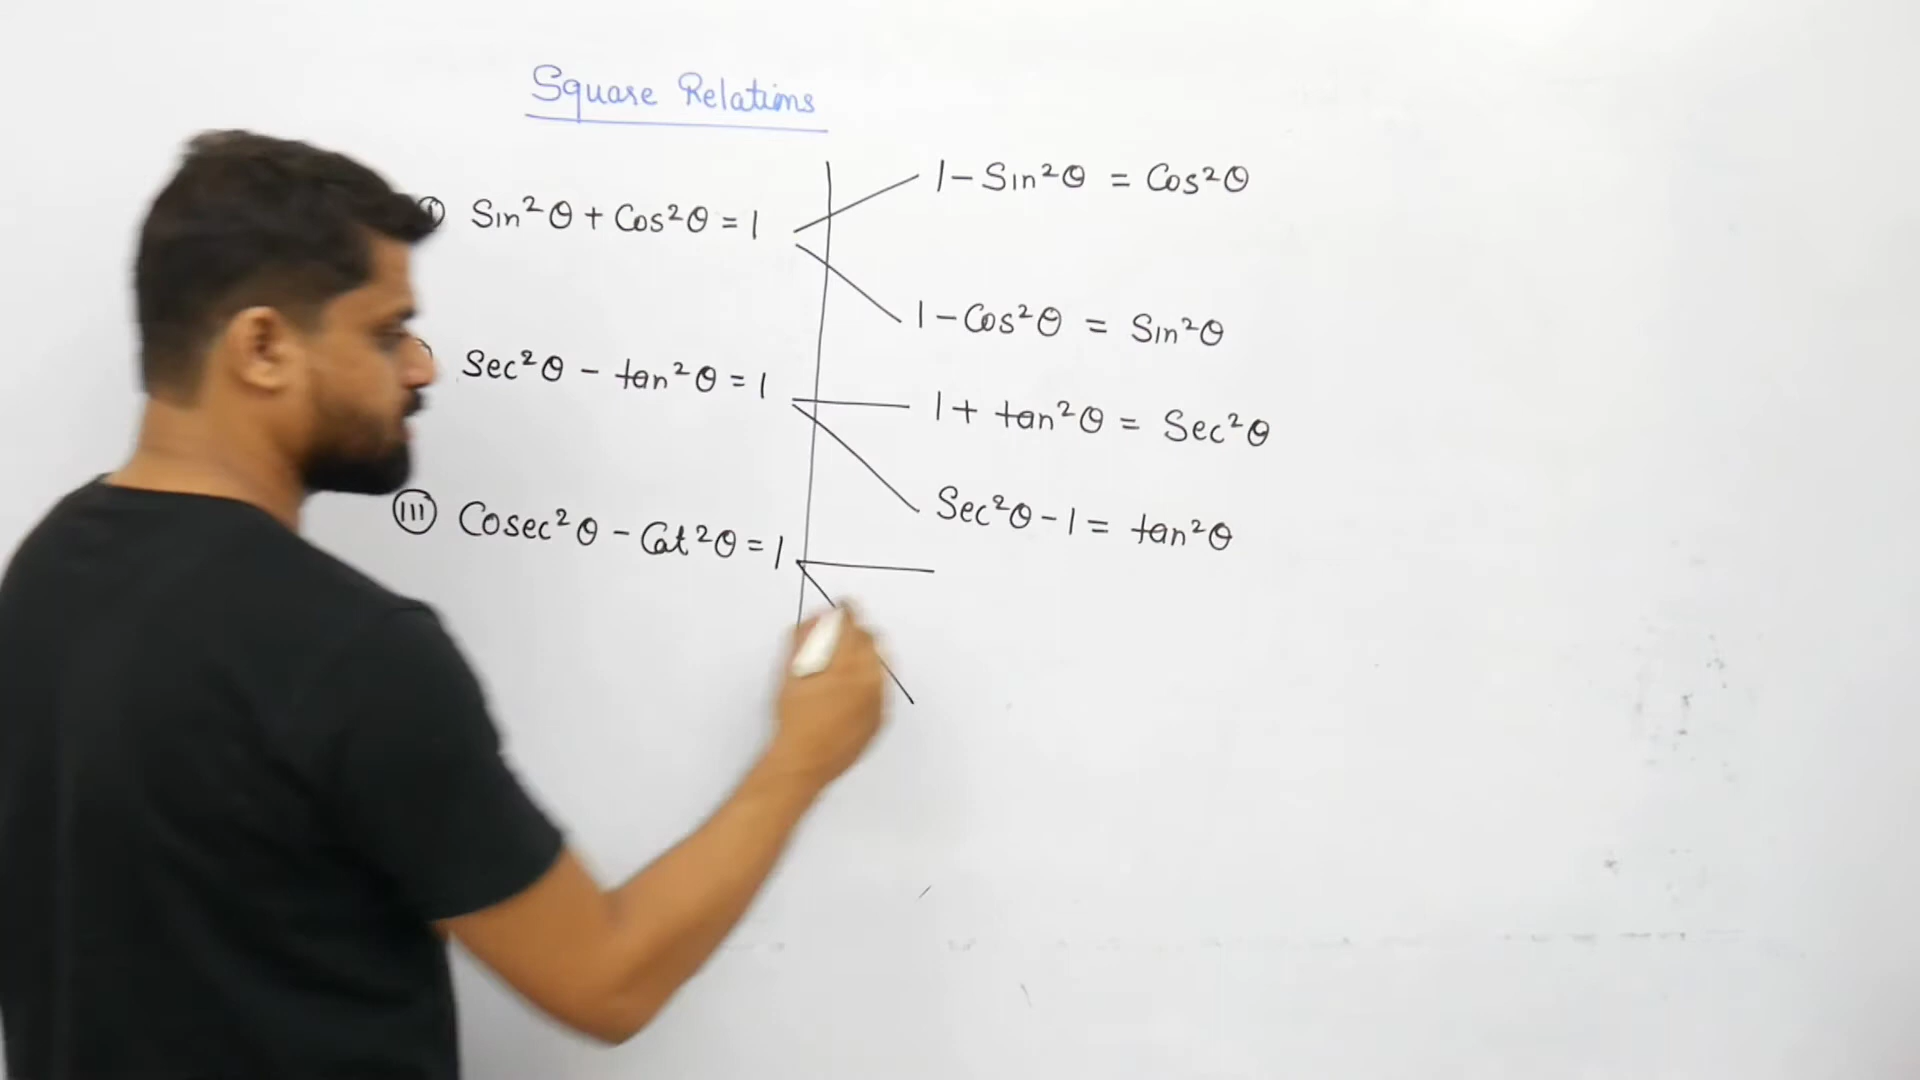 Square Relations
sin²θ + cos²θ = 1
1 - sin²θ = cos²θ
1 - cos²θ = sin²θ
sec²θ - tan²θ = 1
1 + tan²θ = sec²θ
sec²θ - 1 = tan²θ
(III) Cosec²θ - Cot²θ = 1